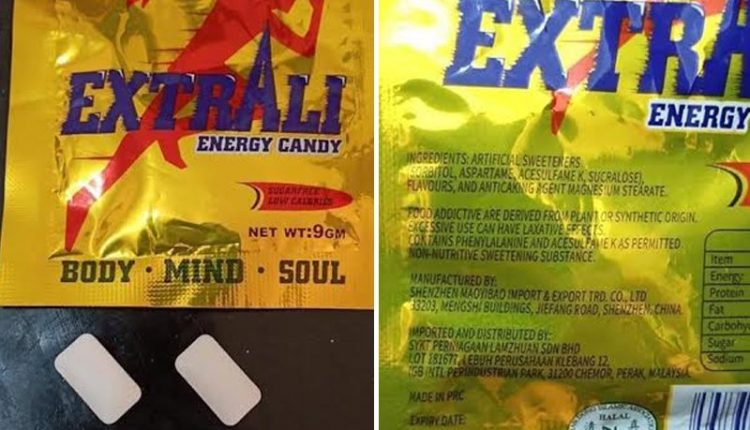 EXTRALI
ENERGY CANDY
SUGARFREE
LOW CALORIES
NET WT:9GM
BODY · MIND · SOUL
EXTRA
ENERGY
INGREDIENTS: ARTIFICIAL SWEETENERS
(SORBITOL, ASPARTAME, ACESULFAME K, SUCRALOSE),
FLAVOURS, AND ANTICAKING AGENT MAGNESIUM STEARATE.
FOOD ADDICTIVE ARE DERIVED FROM PLANT OR SYNTHETIC ORIGIN.
EXCESSIVE USE CAN HAVE LAXATIVE EFFECTS.
CONTAINS PHENYLALANINE AND ACESULFAME K AS PERMITTED
NON-NUTRITIVE SWEETENING SUBSTANCE.
MANUFACTURED BY:
SHENZHEN MAOYIBAO IMPORT & EXPORT TRD. CO., LTD
33203, MENGSHI BUILDINGS, JIEFANG ROAD, SHENZHEN, CHINA.
IMPORTED AND DISTRIBUTED BY:
SYKT PERNIAGAAN LAMZHUAN SDN BHD
LOT 181677, LEBUH PERUSAHAAN KLEBANG 12,
IGB INTL PERINDUSTRIAN PARK, 31200 CHEMOR, PERAK, MALAYSIA.
MADE IN PRC
EXPIRY DATE:
Item
Energy
Protein
Fat
Carbohy
Sugar
Sodium
HALAL